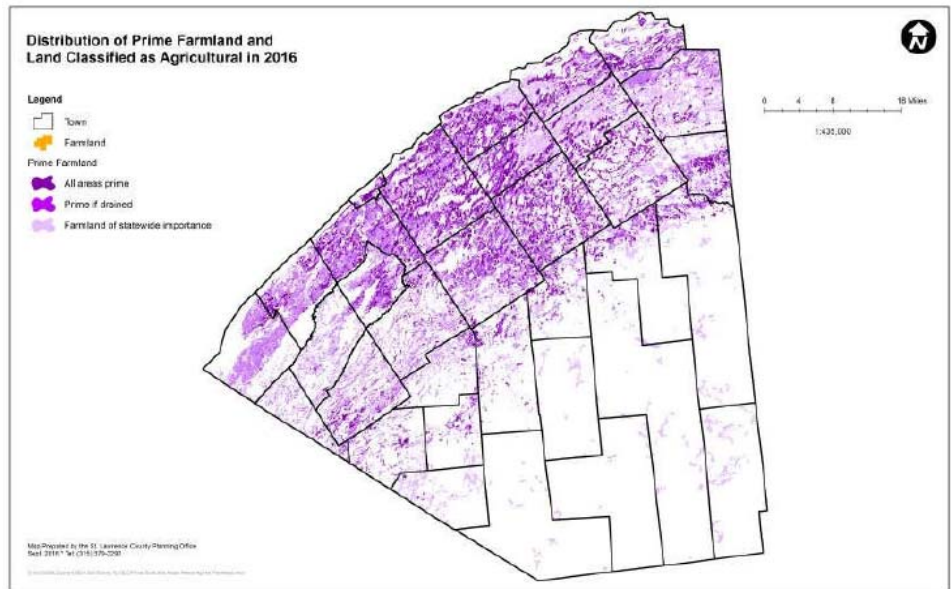 Distribution of Prime Farmland and
Land Classified as Agricultural in 2016
N
Legend
Town
Farmland
Prime Farmland
All areas prime
Prime if drained
Farmland of statewide importance
0 4 8 16 Miles
Map Prepared by the St. Lawrence County Planning Office